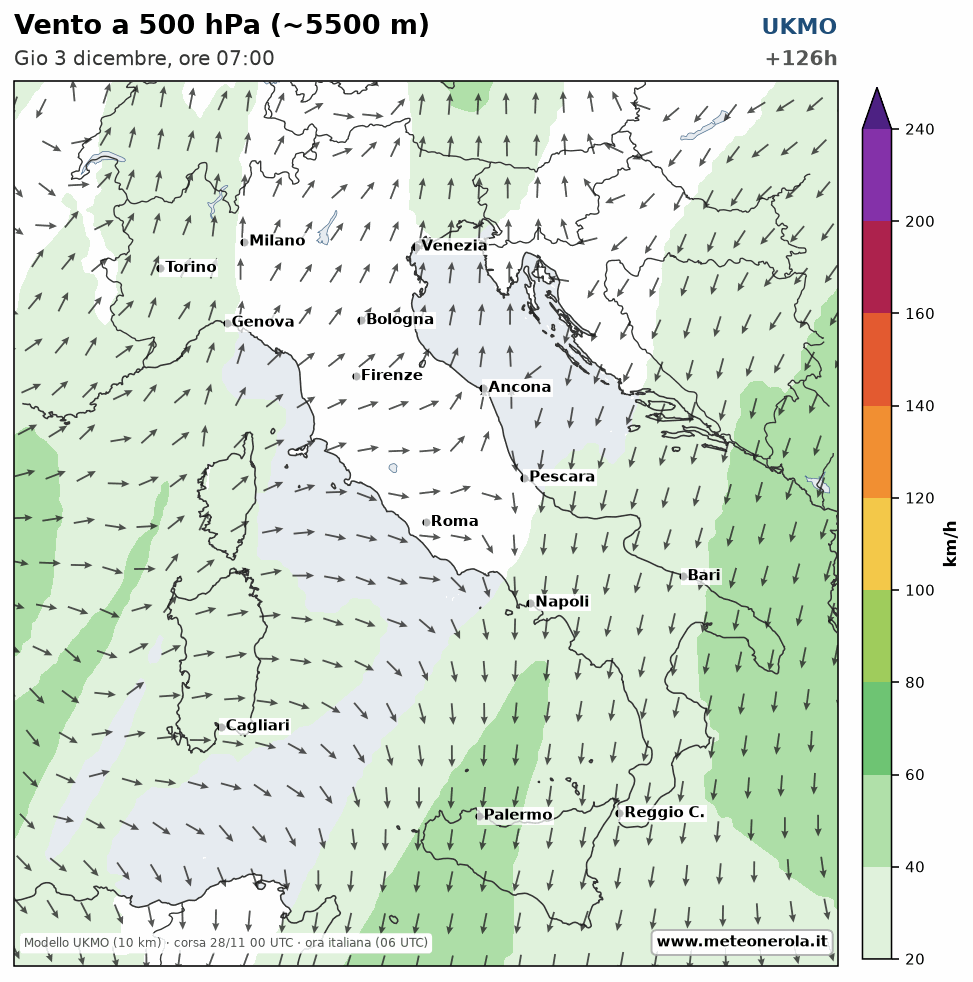 Vento a 500 hPa (~5500 m)
UKMO
Gio 3 dicembre, ore 07:00
+126h
Milano
Venezia
Torino
Genova
Bologna
Firenze
Ancona
Pescara
Roma
Bari
Napoli
Cagliari
Palermo
Reggio C.
240
200
160
140
120
100
80
60
40
20
km/h
Modello UKMO (10 km) · corsa 28/11 00 UTC · ora italiana (06 UTC)
www.meteonerola.it